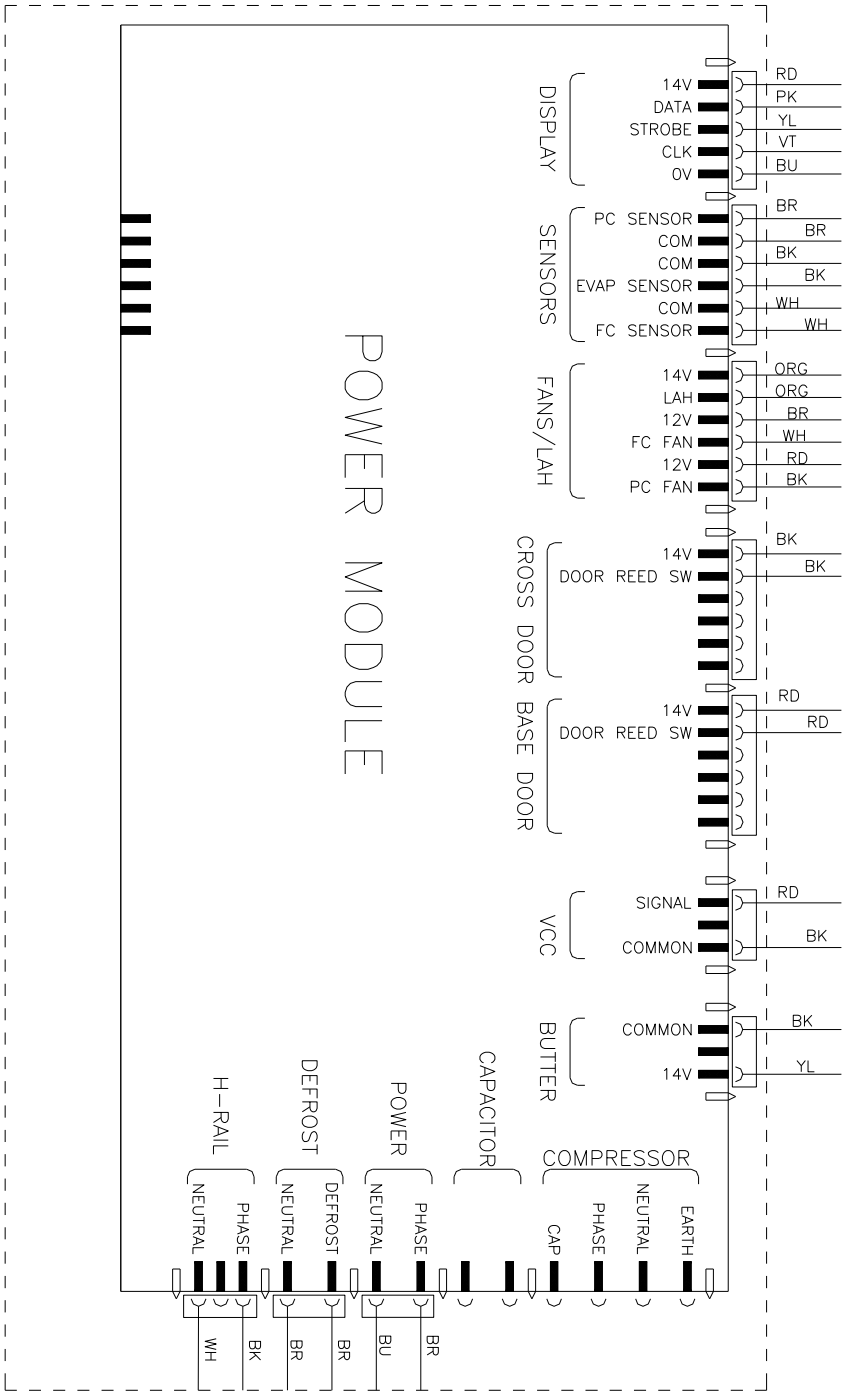 DISPLAY
14V RD
DATA PK
STROBE YL
CLK VT
0V BU
SENSORS
PC SENSOR BR
COM BR
COM BK
EVAP SENSOR BK
COM WH
FC SENSOR WH
FANS/LAH
14V ORG
LAH ORG
12V BR
FC FAN WH
12V RD
PC FAN BK
POWER MODULE
CROSS DOOR
14V BK
DOOR REED SW BK
BASE DOOR
14V RD
DOOR REED SW RD
VCC
SIGNAL RD
COMMON BK
BUTTER
COMMON BK
14V YL
H-RAIL
NEUTRAL WH
PHASE BK
DEFROST
NEUTRAL BR
DEFROST BR
POWER
NEUTRAL BU
PHASE BR
CAPACITOR
COMPRESSOR
CAP
PHASE
NEUTRAL
EARTH